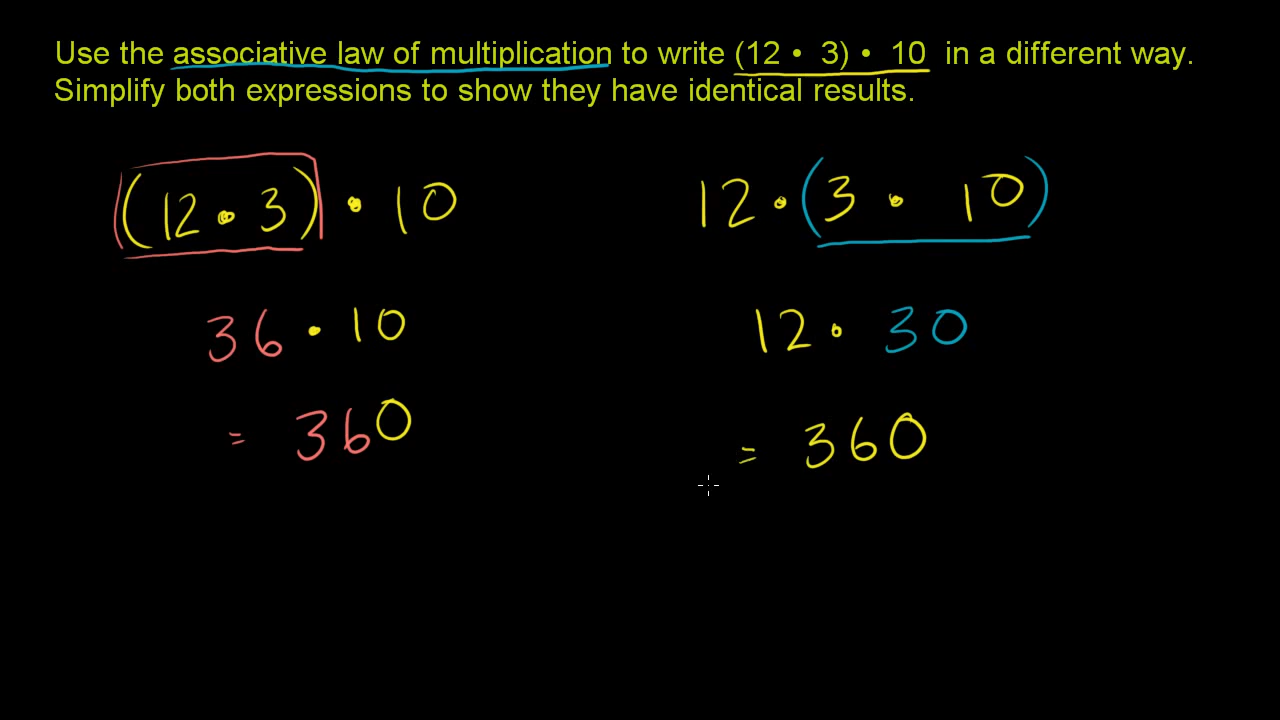 Use the associative law of multiplication to write (12 • 3) • 10 in a different way.
Simplify both expressions to show they have identical results.
(12 • 3) • 10
12 • (3 • 10)
36 • 10
12 • 30
= 360
= 360